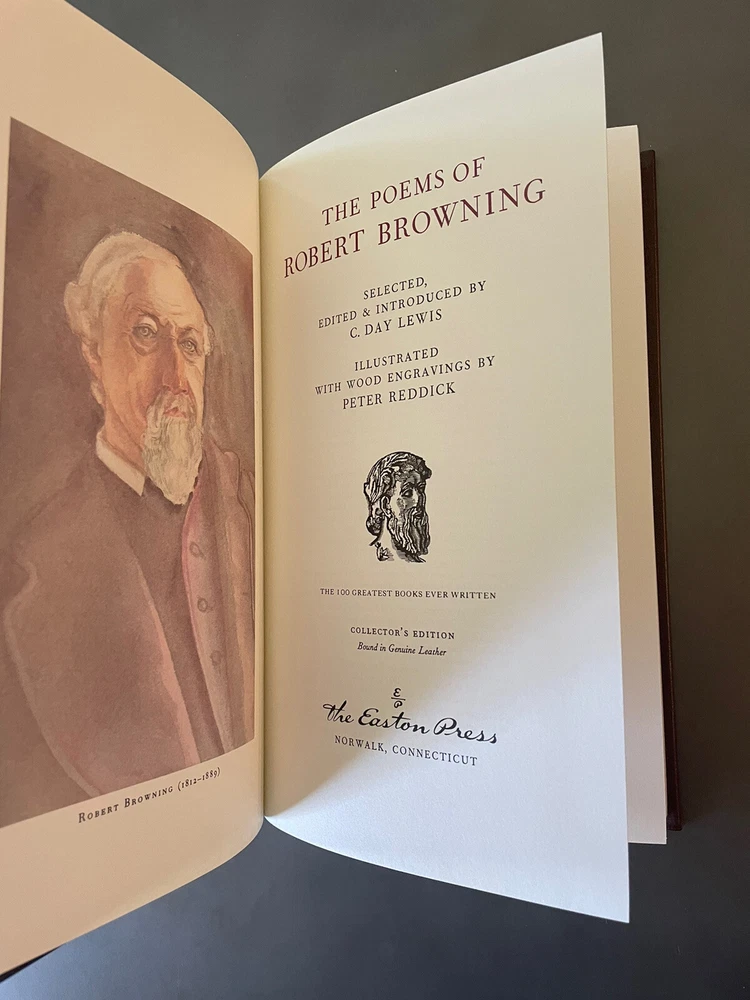 ROBERT BROWNING (1812–1889)
THE POEMS OF
ROBERT BROWNING
SELECTED,
EDITED & INTRODUCED BY
C. DAY LEWIS
ILLUSTRATED
WITH WOOD ENGRAVINGS BY
PETER REDDICK
THE 100 GREATEST BOOKS EVER WRITTEN
COLLECTOR'S EDITION
Bound in Genuine Leather
E
P
The Easton Press
NORWALK, CONNECTICUT